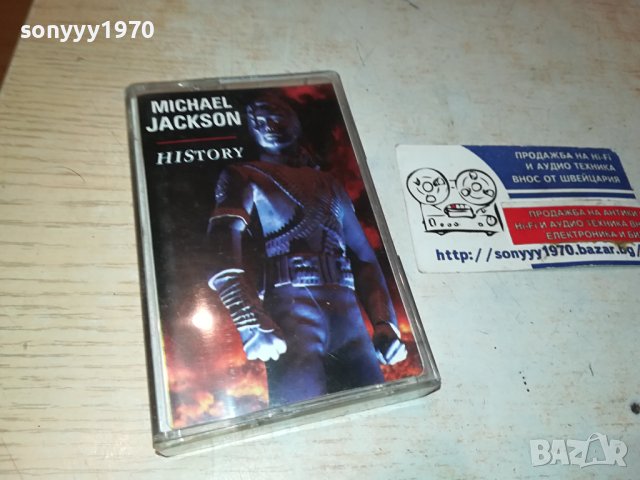 sonyyy1970
MICHAEL
JACKSON
HISTORY
ПРОДАЖБА НА Hi-Fi
И АУДИО ТЕХНИКА
ВНОС ОТ ШВЕЙЦАРИЯ
ПРОДАЖБА НА АНТИКИ
Hi-Fi И АУДИО ТЕХНИКА
ЕЛЕКТРОНИКА И
http://sonyyy1970.bazar.bg/
BAZAR